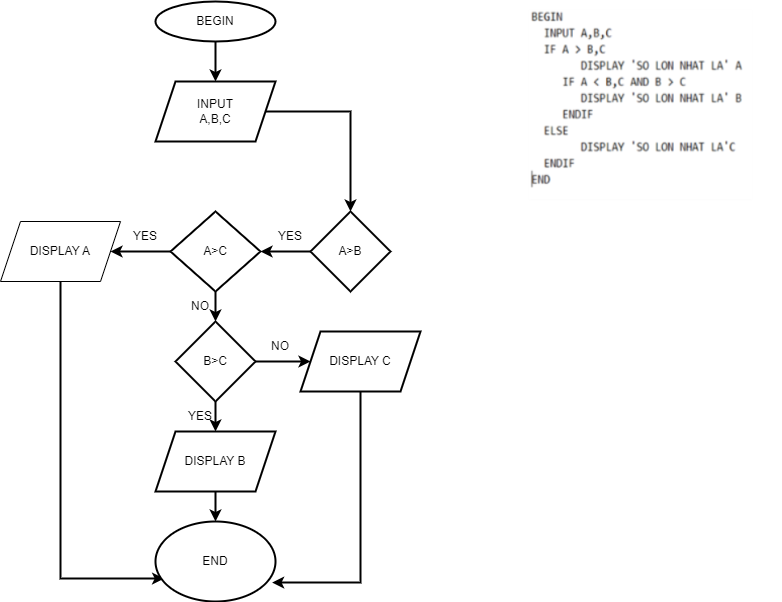 BEGIN
INPUT
A,B,C
YES
YES
DISPLAY A
A>C
A>B
NO
B>C
NO
DISPLAY C
YES
DISPLAY B
END
BEGIN
INPUT A,B,C
IF A > B,C
DISPLAY 'SO LON NHAT LA' A
IF A < B,C AND B > C
DISPLAY 'SO LON NHAT LA' B
ENDIF
ELSE
DISPLAY 'SO LON NHAT LA'C
ENDIF
END